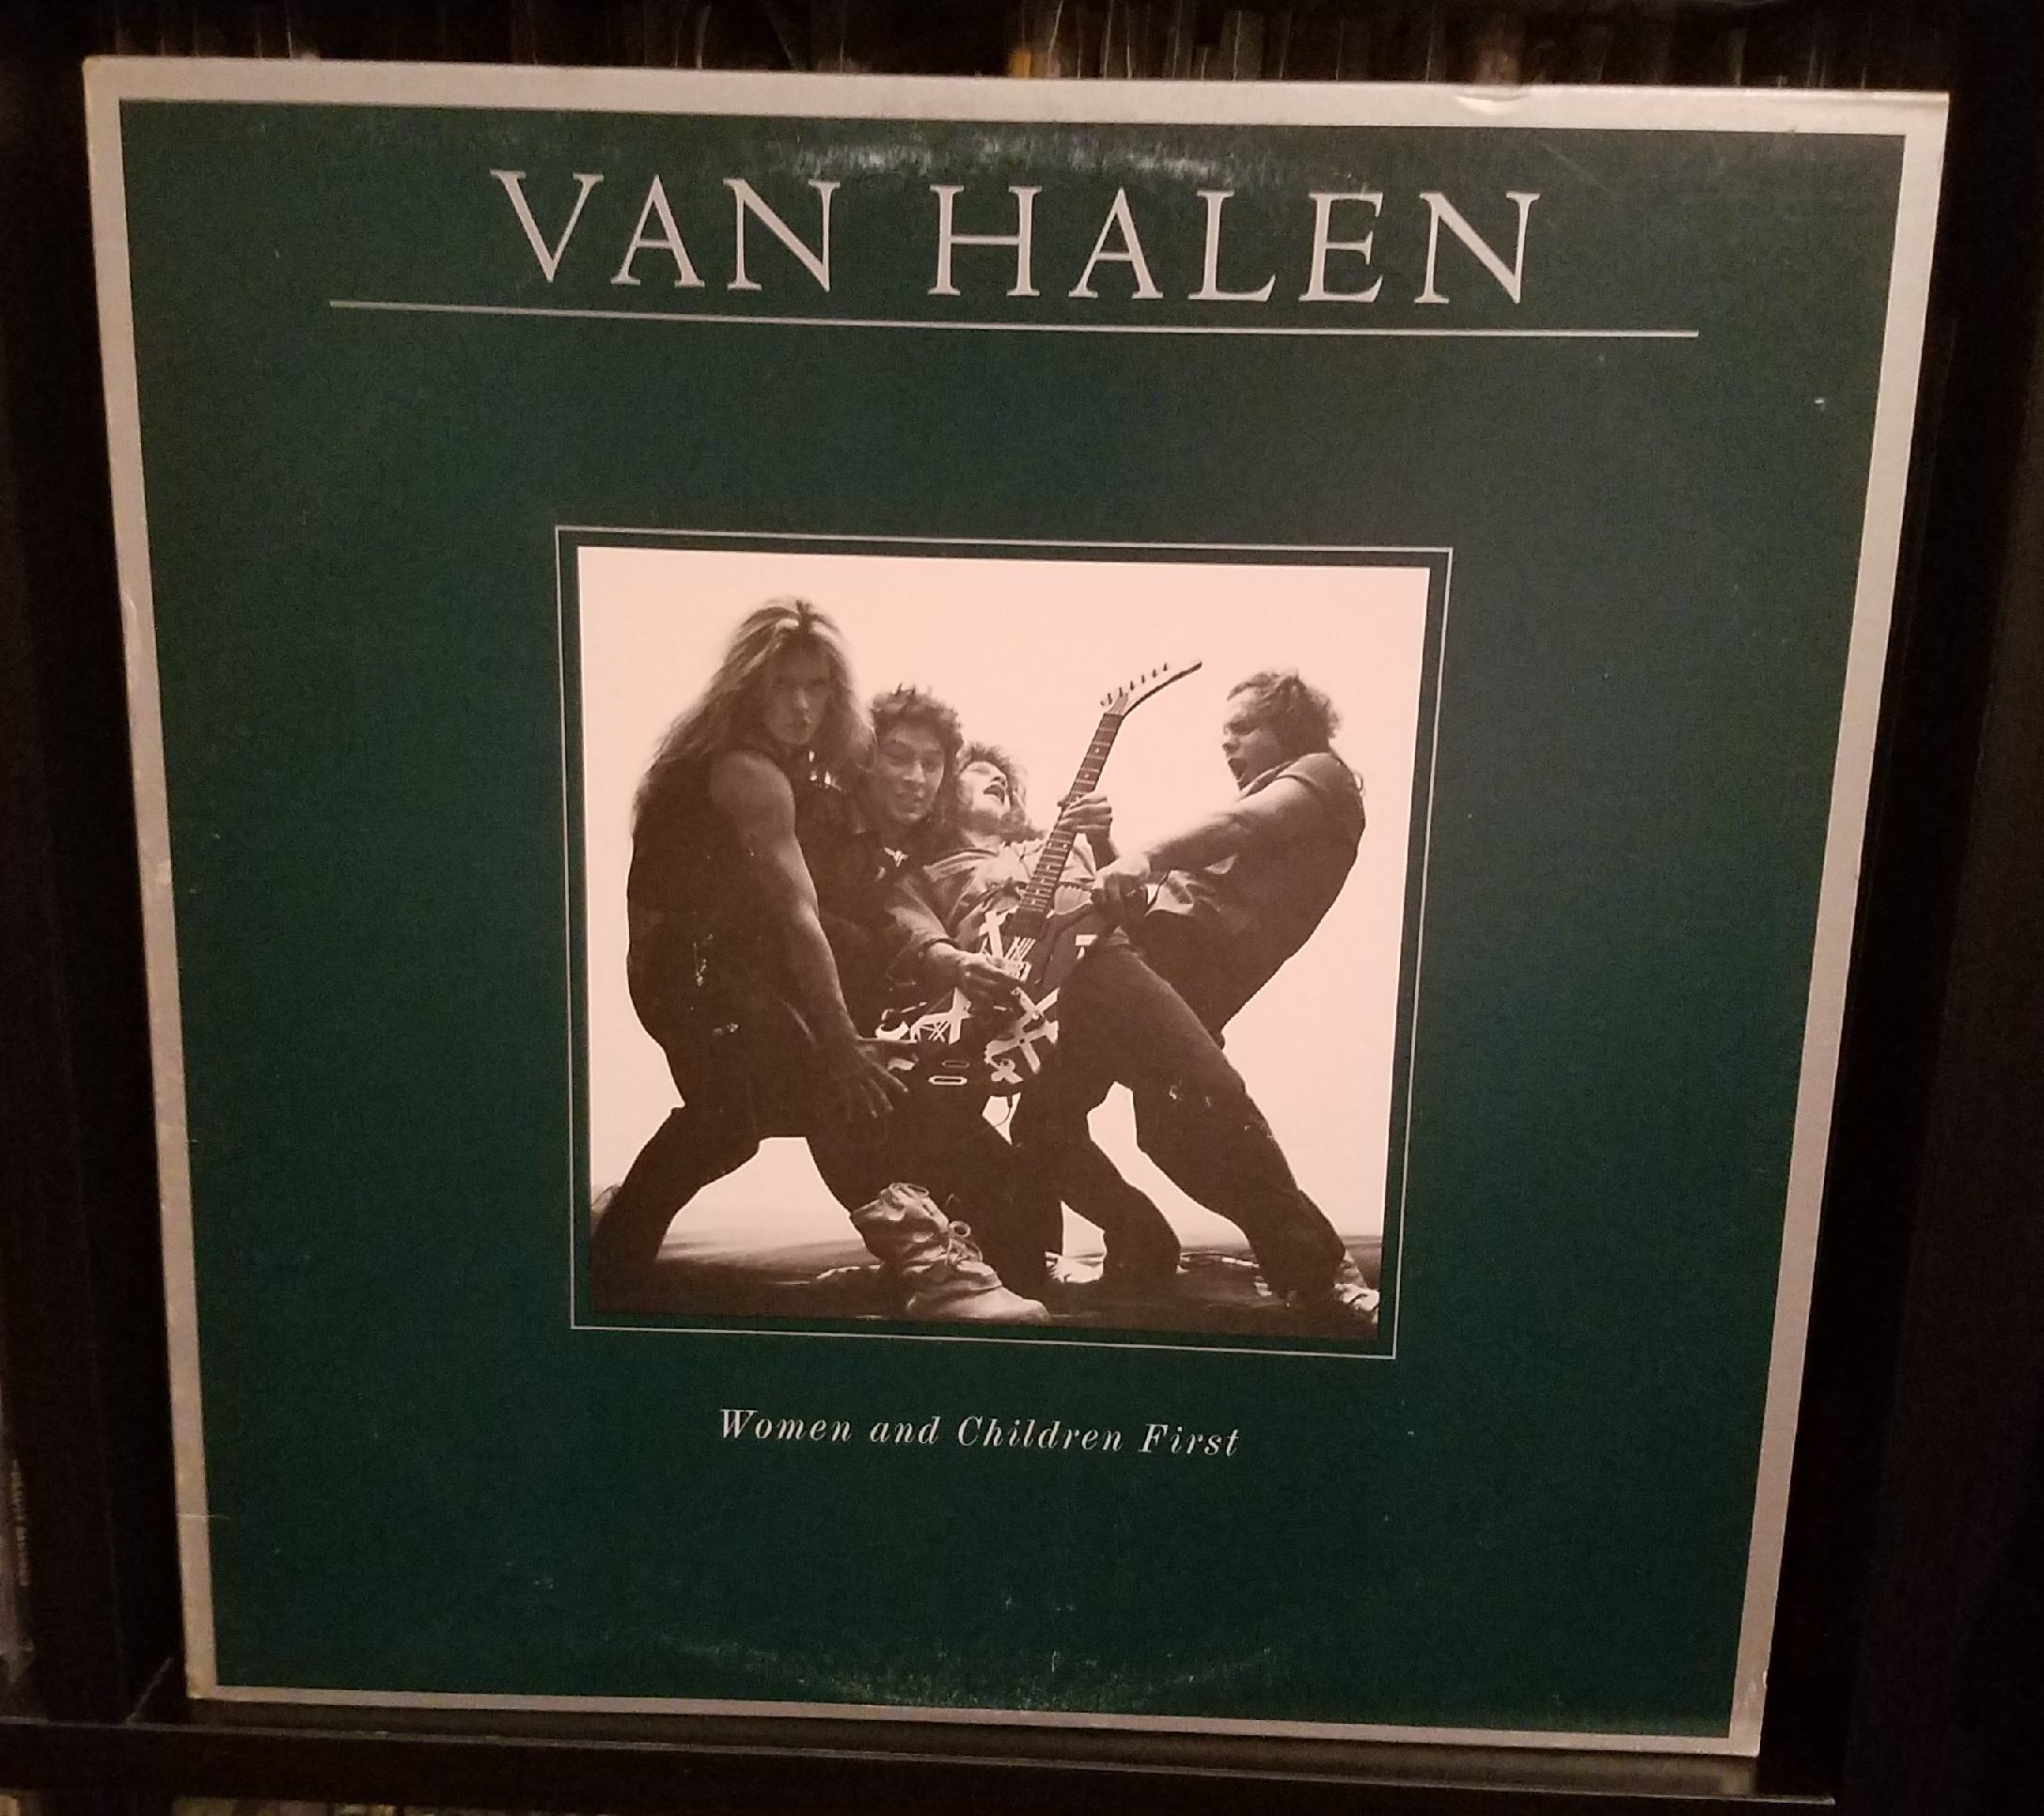 VAN HALEN
Women and Children First